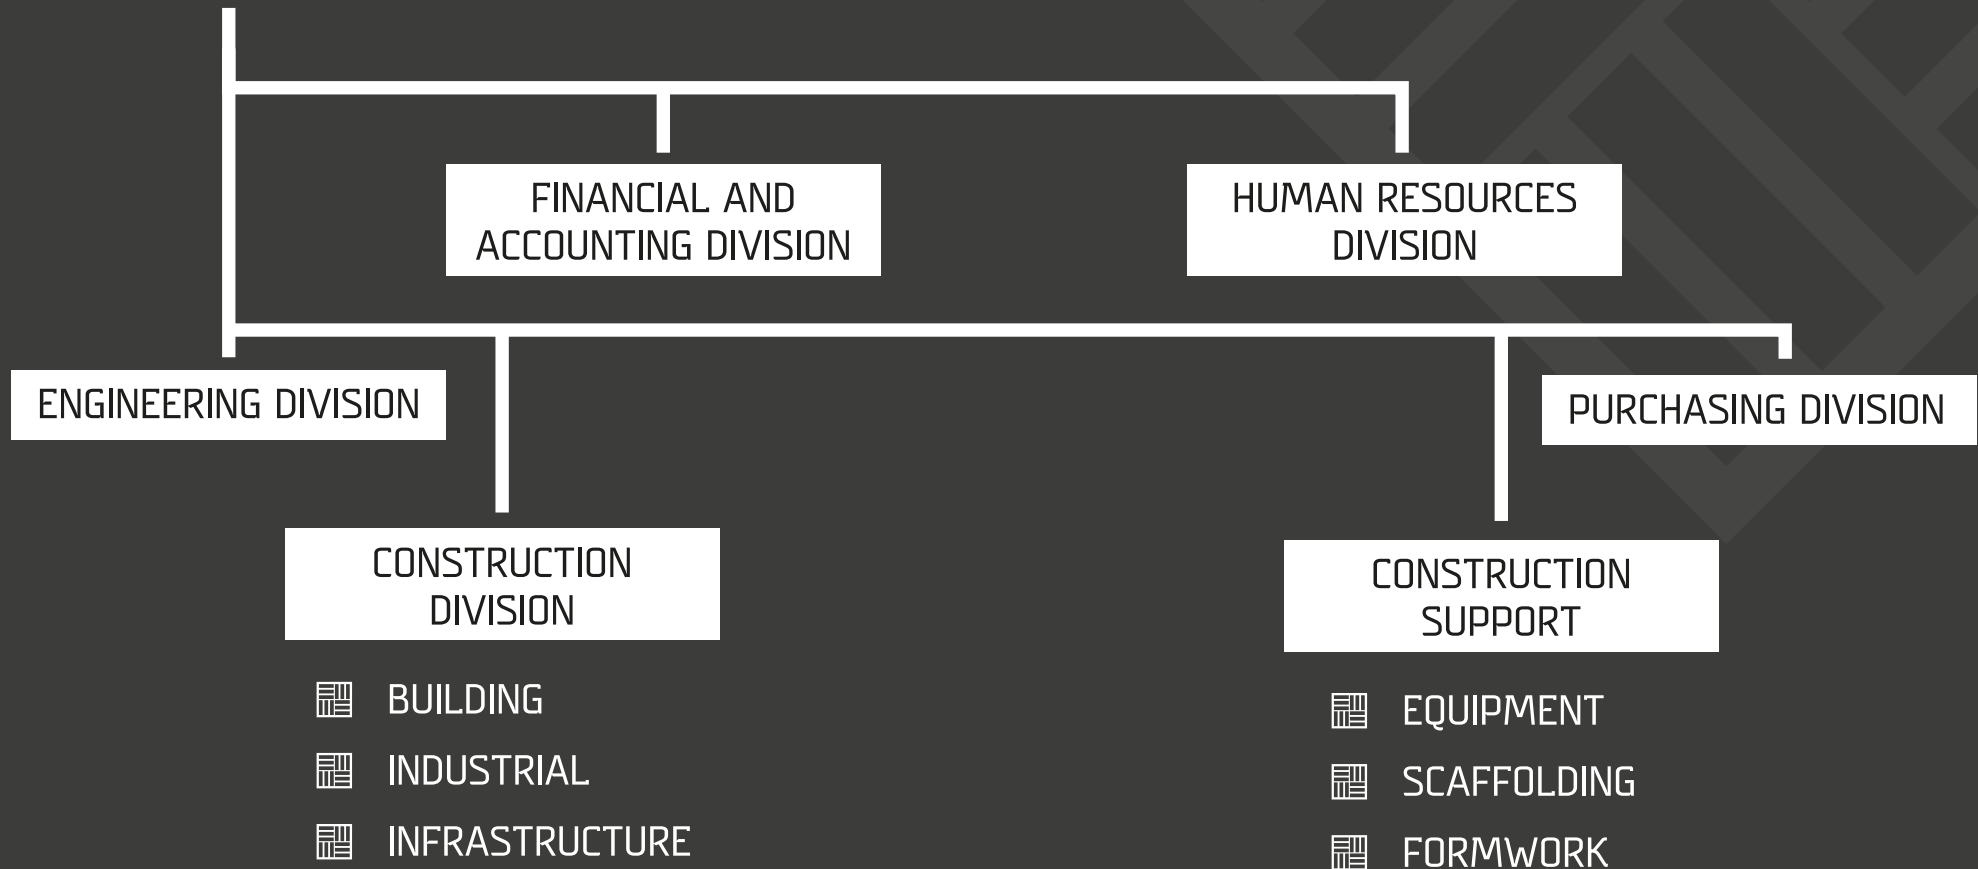 FINANCIAL AND
ACCOUNTING DIVISION
HUMAN RESOURCES
DIVISION
ENGINEERING DIVISION
PURCHASING DIVISION
CONSTRUCTION
DIVISION
BUILDING
INDUSTRIAL
INFRASTRUCTURE
CONSTRUCTION
SUPPORT
EQUIPMENT
SCAFFOLDING
FORMWORK